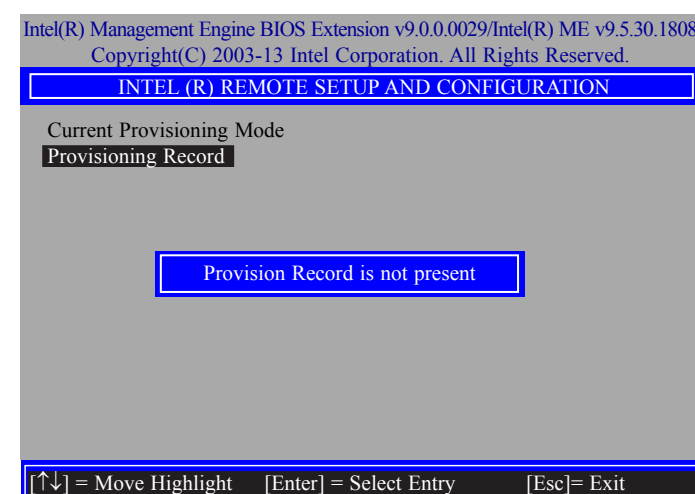 Intel(R) Management Engine BIOS Extension v9.0.0.0029/Intel(R) ME v9.5.30.1808
Copyright(C) 2003-13 Intel Corporation. All Rights Reserved.
INTEL (R) REMOTE SETUP AND CONFIGURATION
Current Provisioning Mode
Provisioning Record
Provision Record is not present
[↑↓] = Move Highlight [Enter] = Select Entry [Esc]= Exit